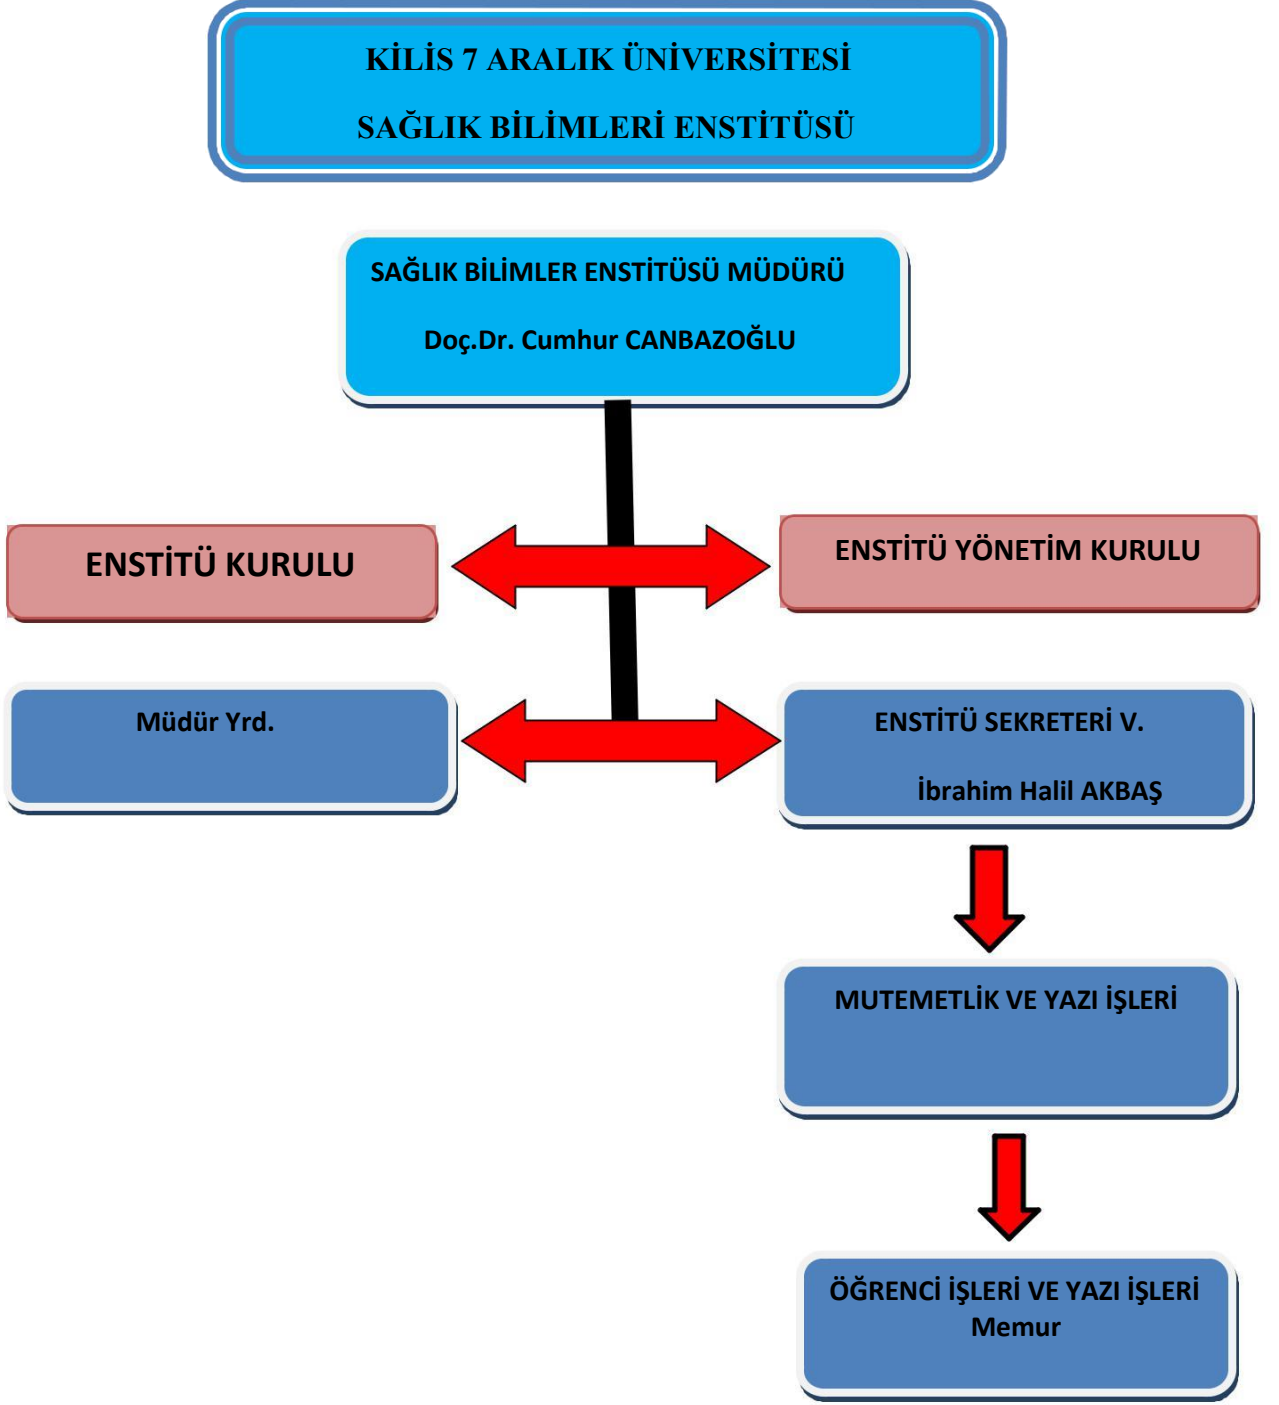 KİLİS 7 ARALIK ÜNİVERSİTESİ
SAĞLIK BİLİMLERİ ENSTİTÜSÜ
SAĞLIK BİLİMLER ENSTİTÜSÜ MÜDÜRÜ
Doç.Dr. Cumhur CANBAZOĞLU
ENSTİTÜ KURULU
ENSTİTÜ YÖNETİM KURULU
Müdür Yrd.
ENSTİTÜ SEKRETERİ V.
İbrahim Halil AKBAŞ
MUTEMETLİK VE YAZI İŞLERİ
ÖĞRENCİ İŞLERİ VE YAZI İŞLERİ
Memur